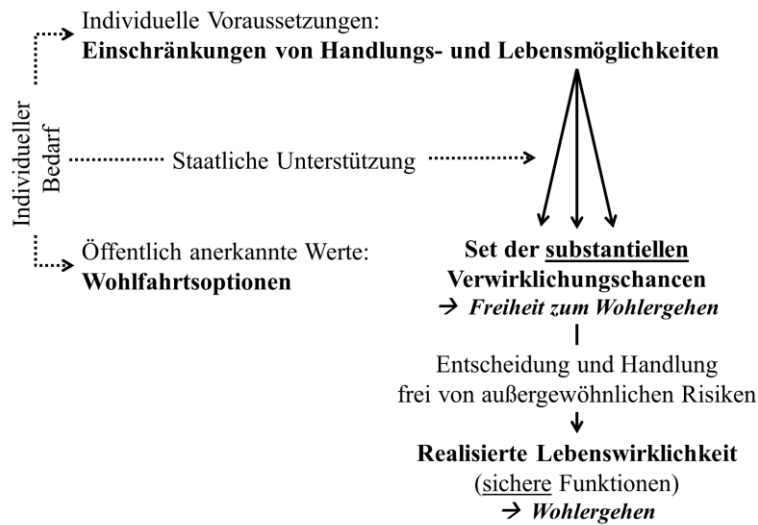 Individuelle Voraussetzungen:
Einschränkungen von Handlungs- und Lebensmöglichkeiten
Individueller
Bedarf
Staatliche Unterstützung
Öffentlich anerkannte Werte:
Wohlfahrtsoptionen
Set der substantiellen
Verwirklichungschancen
→ Freiheit zum Wohlergehen
Entscheidung und Handlung
frei von außergewöhnlichen Risiken
Realisierte Lebenswirklichkeit
(sichere Funktionen)
→ Wohlergehen